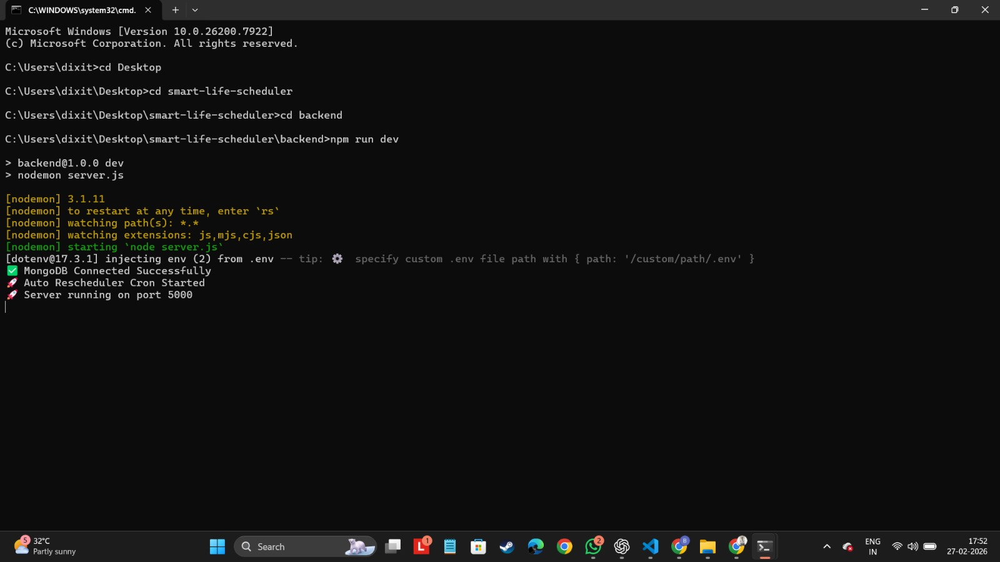 C:\WINDOWS\system32\cmd.
Microsoft Windows [Version 10.0.26200.7922]
(c) Microsoft Corporation. All rights reserved.
C:\Users\dixit>cd Desktop
C:\Users\dixit\Desktop>cd smart-life-scheduler
C:\Users\dixit\Desktop\smart-life-scheduler>cd backend
C:\Users\dixit\Desktop\smart-life-scheduler\backend>npm run dev
> backend@1.0.0 dev
> nodemon server.js
[nodemon] 3.1.11
[nodemon] to restart at any time, enter `rs`
[nodemon] watching path(s): *.*
[nodemon] watching extensions: js,mjs,cjs,json
[nodemon] starting `node server.js`
[dotenv@17.3.1] injecting env (2) from .env -- tip: ⚙️ specify custom .env file path with { path: '/custom/path/.env' }
✅ MongoDB Connected Successfully
🚀 Auto Rescheduler Cron Started
🚀 Server running on port 5000
5
32°C
Partly sunny
Search
L
1
2
B
ENG
IN
17:52
27-02-2026